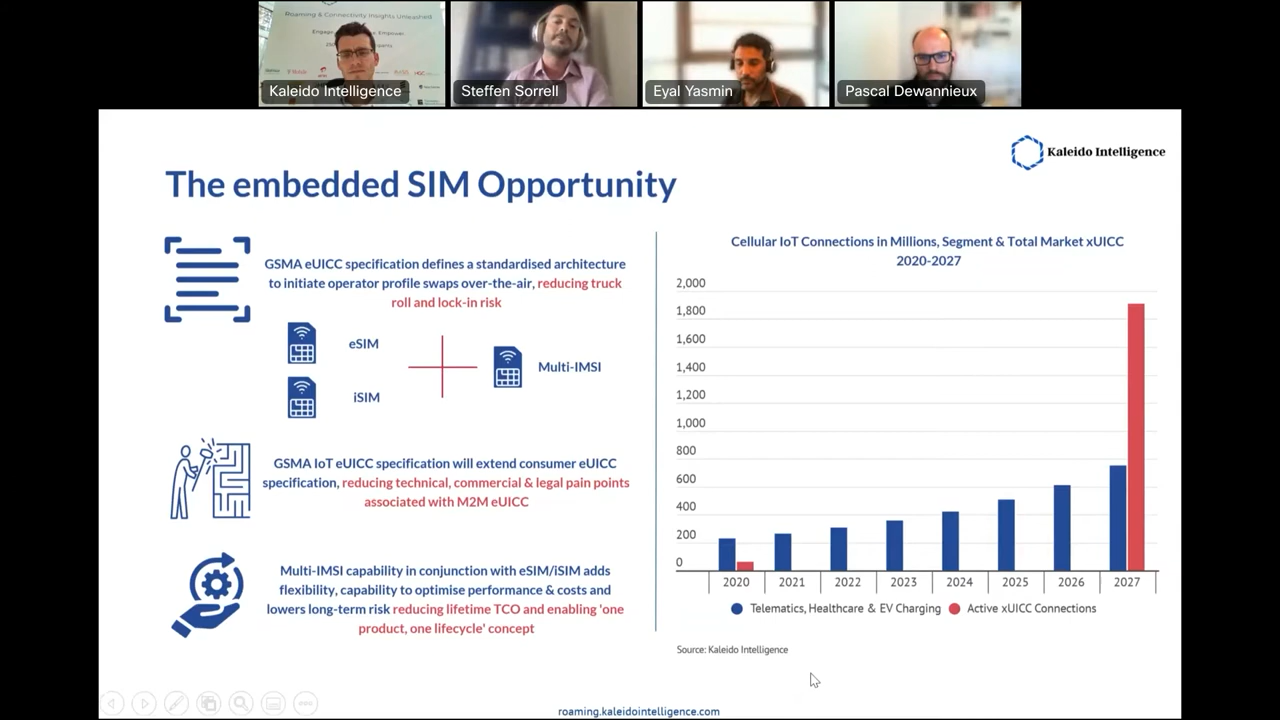 Roaming & Connectivity Insights Unleashed!
Kaleido Intelligence
Steffen Sorrell
Eyal Yasmin
Pascal Dewannieux
Kaleido Intelligence
The embedded SIM Opportunity
GSMA eUICC specification defines a standardised architecture
to initiate operator profile swaps over-the-air, reducing truck
roll and lock-in risk
eSIM
iSIM
Multi-IMSI
GSMA IoT eUICC specification will extend consumer eUICC
specification, reducing technical, commercial & legal pain points
associated with M2M eUICC
Multi-IMSI capability in conjunction with eSIM/iSIM adds
flexibility, capability to optimise performance & costs and
lowers long-term risk reducing lifetime TCO and enabling 'one
product, one lifecycle' concept
Cellular IoT Connections in Millions, Segment & Total Market xUICC
2020-2027
2,000
1,800
1,600
1,400
1,200
1,000
800
600
400
200
0
2020 2021 2022 2023 2024 2025 2026 2027
Telematics, Healthcare & EV Charging Active xUICC Connections
Source: Kaleido Intelligence
roaming.kaleidointelligence.com